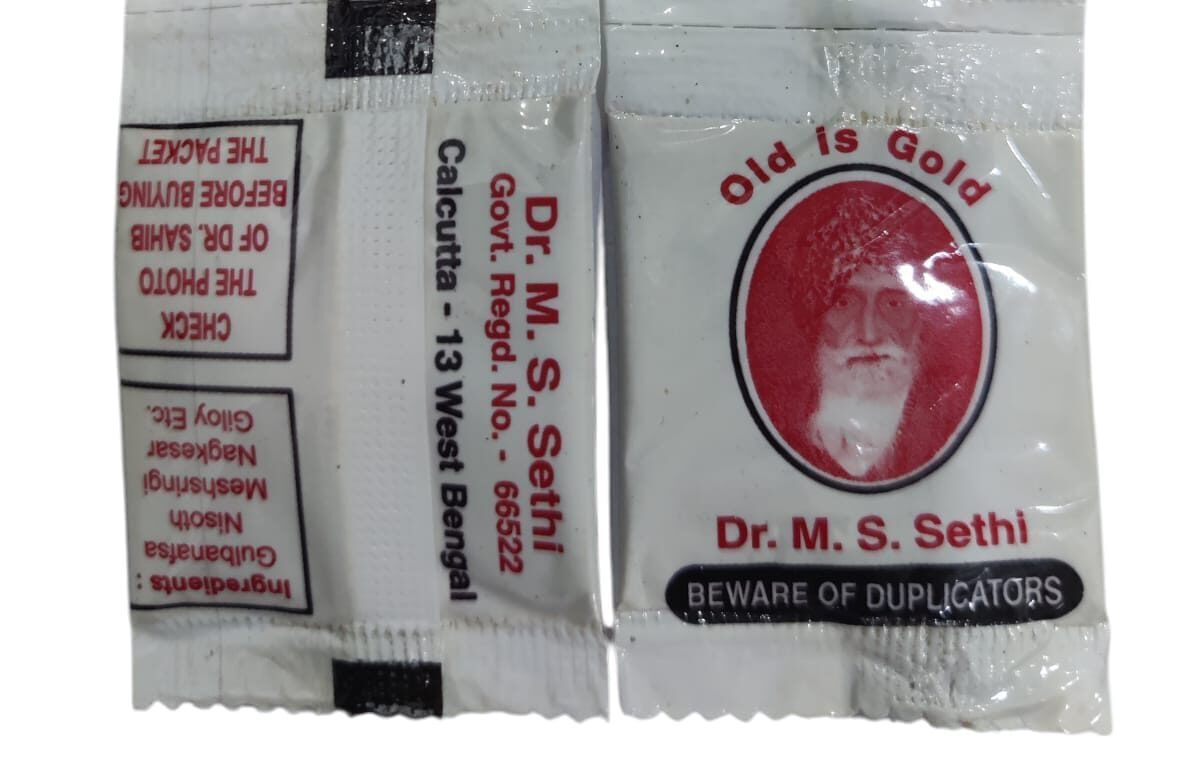 Old is Gold
Dr. M. S. Sethi
BEWARE OF DUPLICATORS
Dr. M. S. Sethi
Govt. Regd. No. - 66522
Calcutta - 13 West Bengal
CHECK
THE PHOTO
OF DR. SAHIB
BEFORE BUYING
THE PACKET
Ingredients :
Gulbanafsa
Nisoth
Meshsringi
Nagkesar
Giloy Etc.